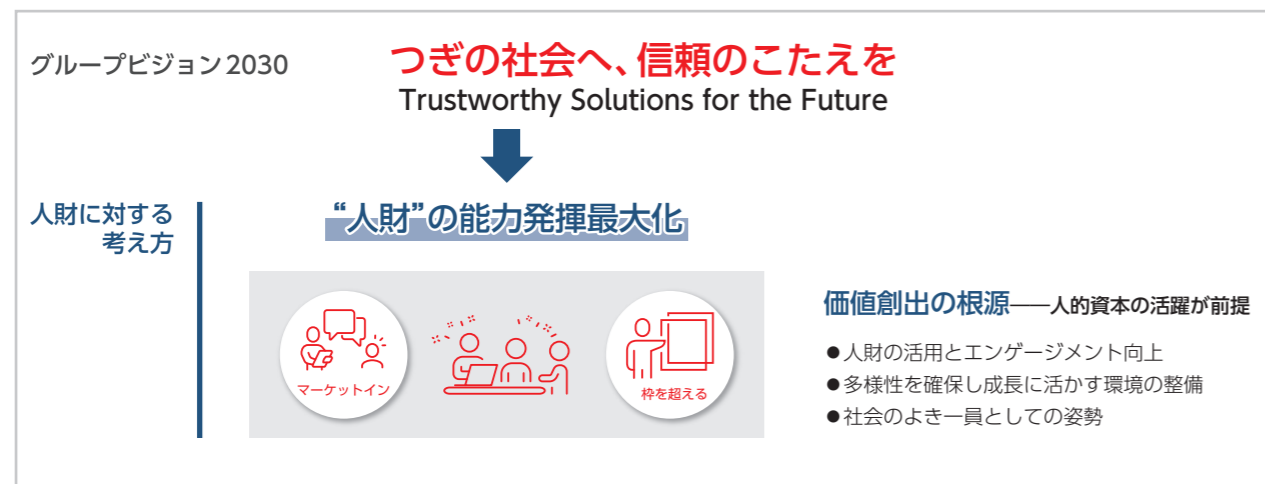 グループビジョン2030
つぎの社会へ、信頼のこたえを
Trustworthy Solutions for the Future
人財に対する
考え方
“人財”の能力発揮最大化
マーケットイン
枠を超える
価値創出の根源──人的資本の活躍が前提
●人財の活用とエンゲージメント向上
●多様性を確保し成長に活かす環境の整備
●社会のよき一員としての姿勢